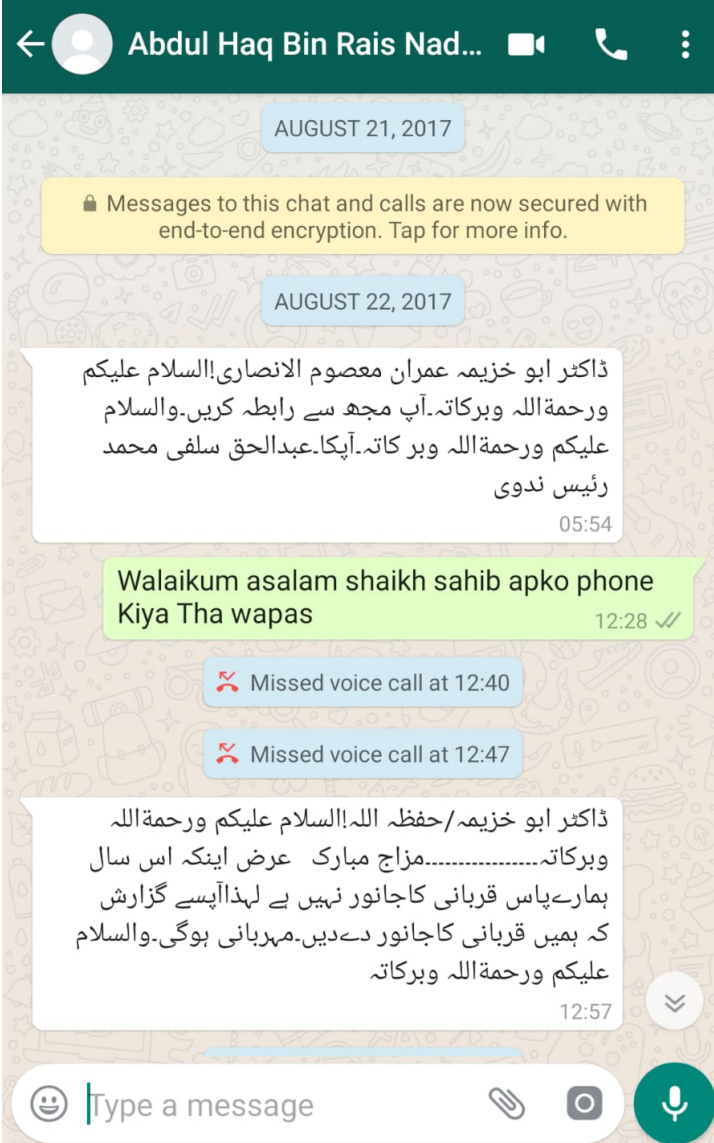 Abdul Haq Bin Rais Nad...
AUGUST 21, 2017
Messages to this chat and calls are now secured with
end-to-end encryption. Tap for more info.
AUGUST 22, 2017
ڈاکٹر ابو خزیمہ عمران معصوم الانصاری!السلام علیکم
ورحمةاللہ وبرکاتہ۔آپ مجھ سے رابطہ کریں۔والسلام
علیکم ورحمةاللہ وبر کاتہ۔آپکا۔عبدالحق سلفی محمد
رئیس ندوی
05:54
Walaikum asalam shaikh sahib apko phone
Kiya Tha wapas
12:28
Missed voice call at 12:40
Missed voice call at 12:47
ڈاکٹر ابو خزیمہ/حفظہ اللہ!السلام علیکم ورحمةاللہ
وبرکاتہ۔۔۔۔۔۔۔۔۔۔۔۔۔۔۔۔۔مزاج مبارک   عرض اینکہ اس سال
ہمارےپاس قربانی کاجانور نہیں ہے لہذاآپسے گزارش
کہ ہمیں قربانی کاجانور دےدیں۔مہربانی ہوگی۔والسلام
علیکم ورحمةاللہ وبرکاتہ
12:57
Type a message